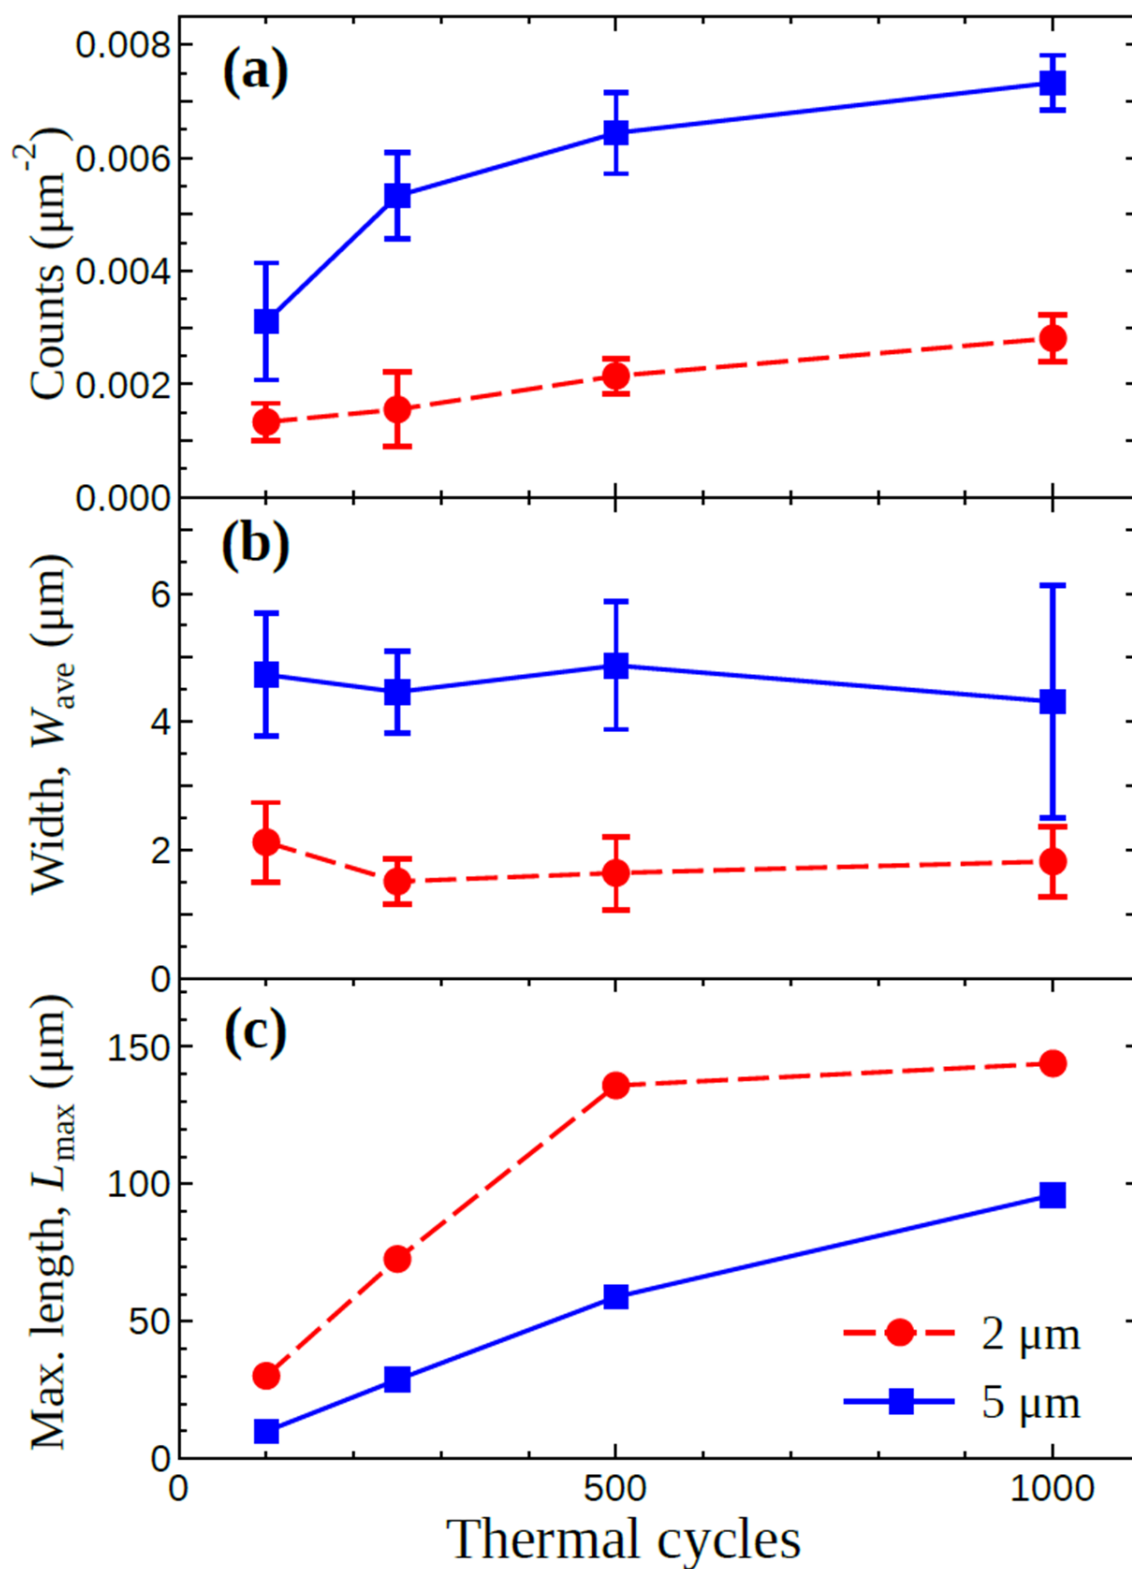 (a)
Counts (μm⁻²)
0.008
0.006
0.004
0.002
0.000
(b)
Width, Wave (μm)
6
4
2
0
(c)
Max. length, Lmax (μm)
150
100
50
0
2 μm
5 μm
0 500 1000
Thermal cycles